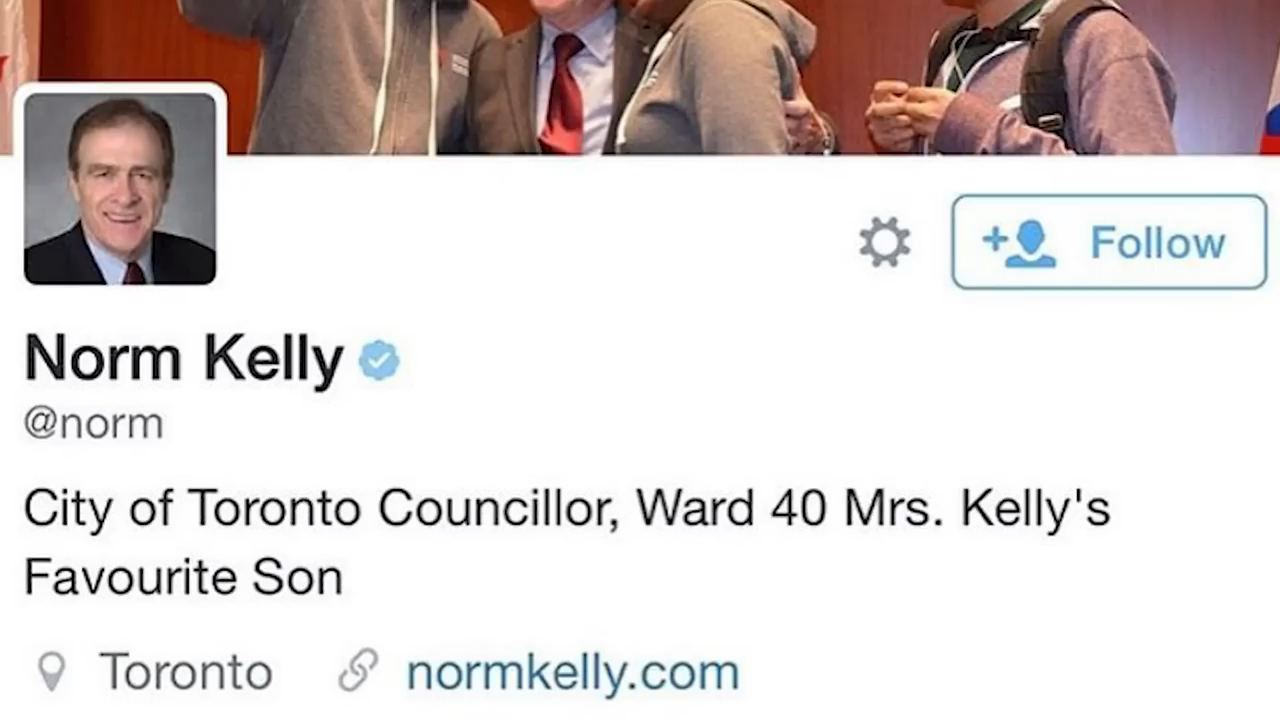 Follow
Norm Kelly
@norm
City of Toronto Councillor, Ward 40 Mrs. Kelly's
Favourite Son
Toronto
normkelly.com